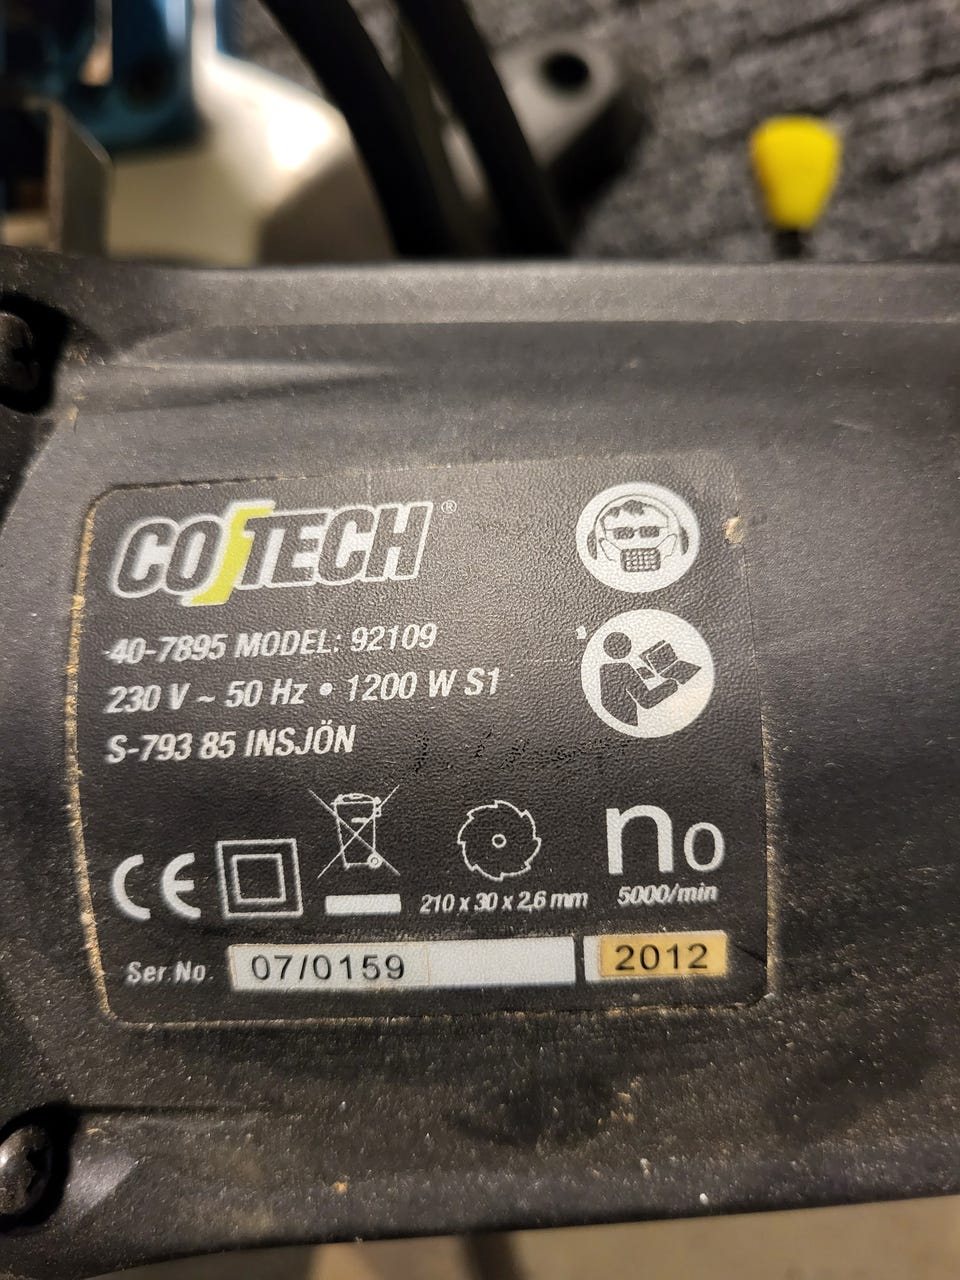 COTECH®
40-7895 MODEL: 92109
230 V ~ 50 Hz • 1200 W S1
S-793 85 INSJÖN
CE
210 x 30 x 2,6 mm
n0
5000/min
Ser No. 07/0159 2012